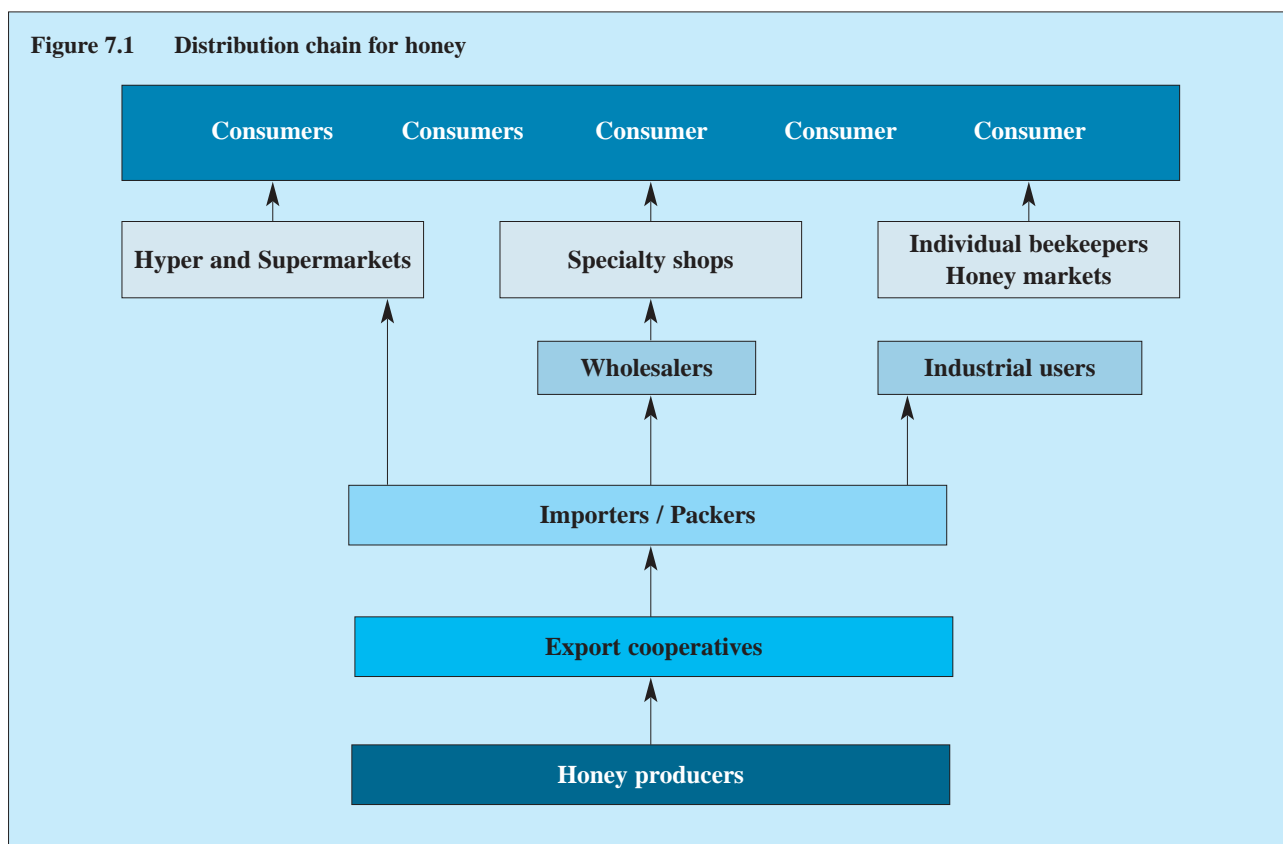 Figure 7.1 Distribution chain for honey
Consumers Consumers Consumer Consumer Consumer
Hyper and Supermarkets
Specialty shops
Individual beekeepers
Honey markets
Wholesalers
Industrial users
Importers / Packers
Export cooperatives
Honey producers